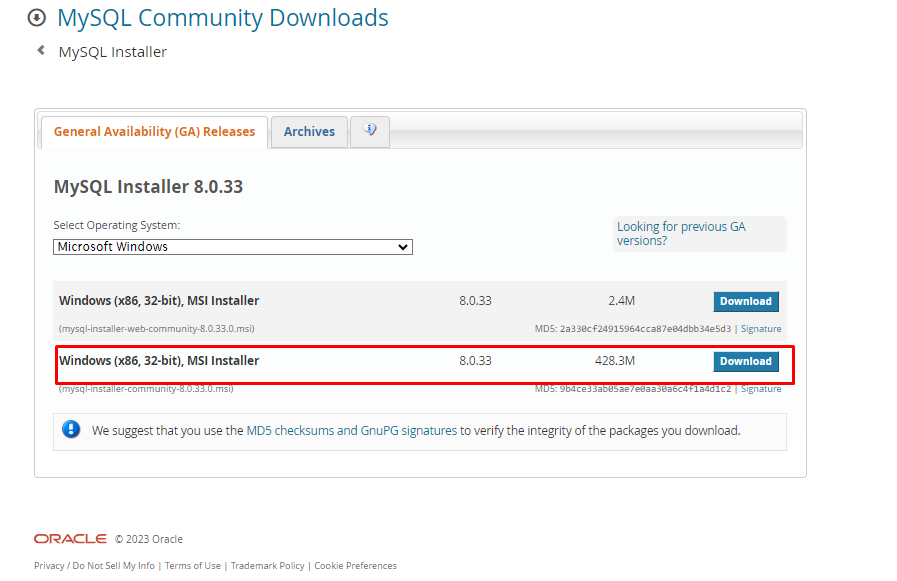 MySQL Community Downloads
MySQL Installer
General Availability (GA) Releases
Archives
MySQL Installer 8.0.33
Select Operating System:
Microsoft Windows
Looking for previous GA
versions?
Windows (x86, 32-bit), MSI Installer 8.0.33 2.4M Download
(mysql-installer-web-community-8.0.33.0.msi) MD5: 2a330cf24915964cca87e04dbb34e5d3 | Signature
Windows (x86, 32-bit), MSI Installer 8.0.33 428.3M Download
(mysql-installer-community-8.0.33.0.msi) MD5: 9b4ce33ab05ae7e0aa30a6c4f1a4d1c2 | Signature
We suggest that you use the MD5 checksums and GnuPG signatures to verify the integrity of the packages you download.
ORACLE © 2023 Oracle
Privacy / Do Not Sell My Info | Terms of Use | Trademark Policy | Cookie Preferences